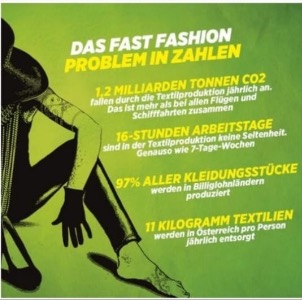 DAS FAST FASHION
PROBLEM IN ZAHLEN
1,2 MILLIARDEN TONNEN CO2
fallen durch die Textilproduktion jährlich an.
Das ist mehr als bei allen Flügen und
Schifffahrten zusammen
16-STUNDEN ARBEITSTAGE
sind in der Textilproduktion keine Seltenheit.
Genauso wie 7-Tage-Wochen
97% ALLER KLEIDUNGSSTÜCKE
werden in Billiglohnländern
produziert
11 KILOGRAMM TEXTILIEN
werden in Österreich pro Person
jährlich entsorgt